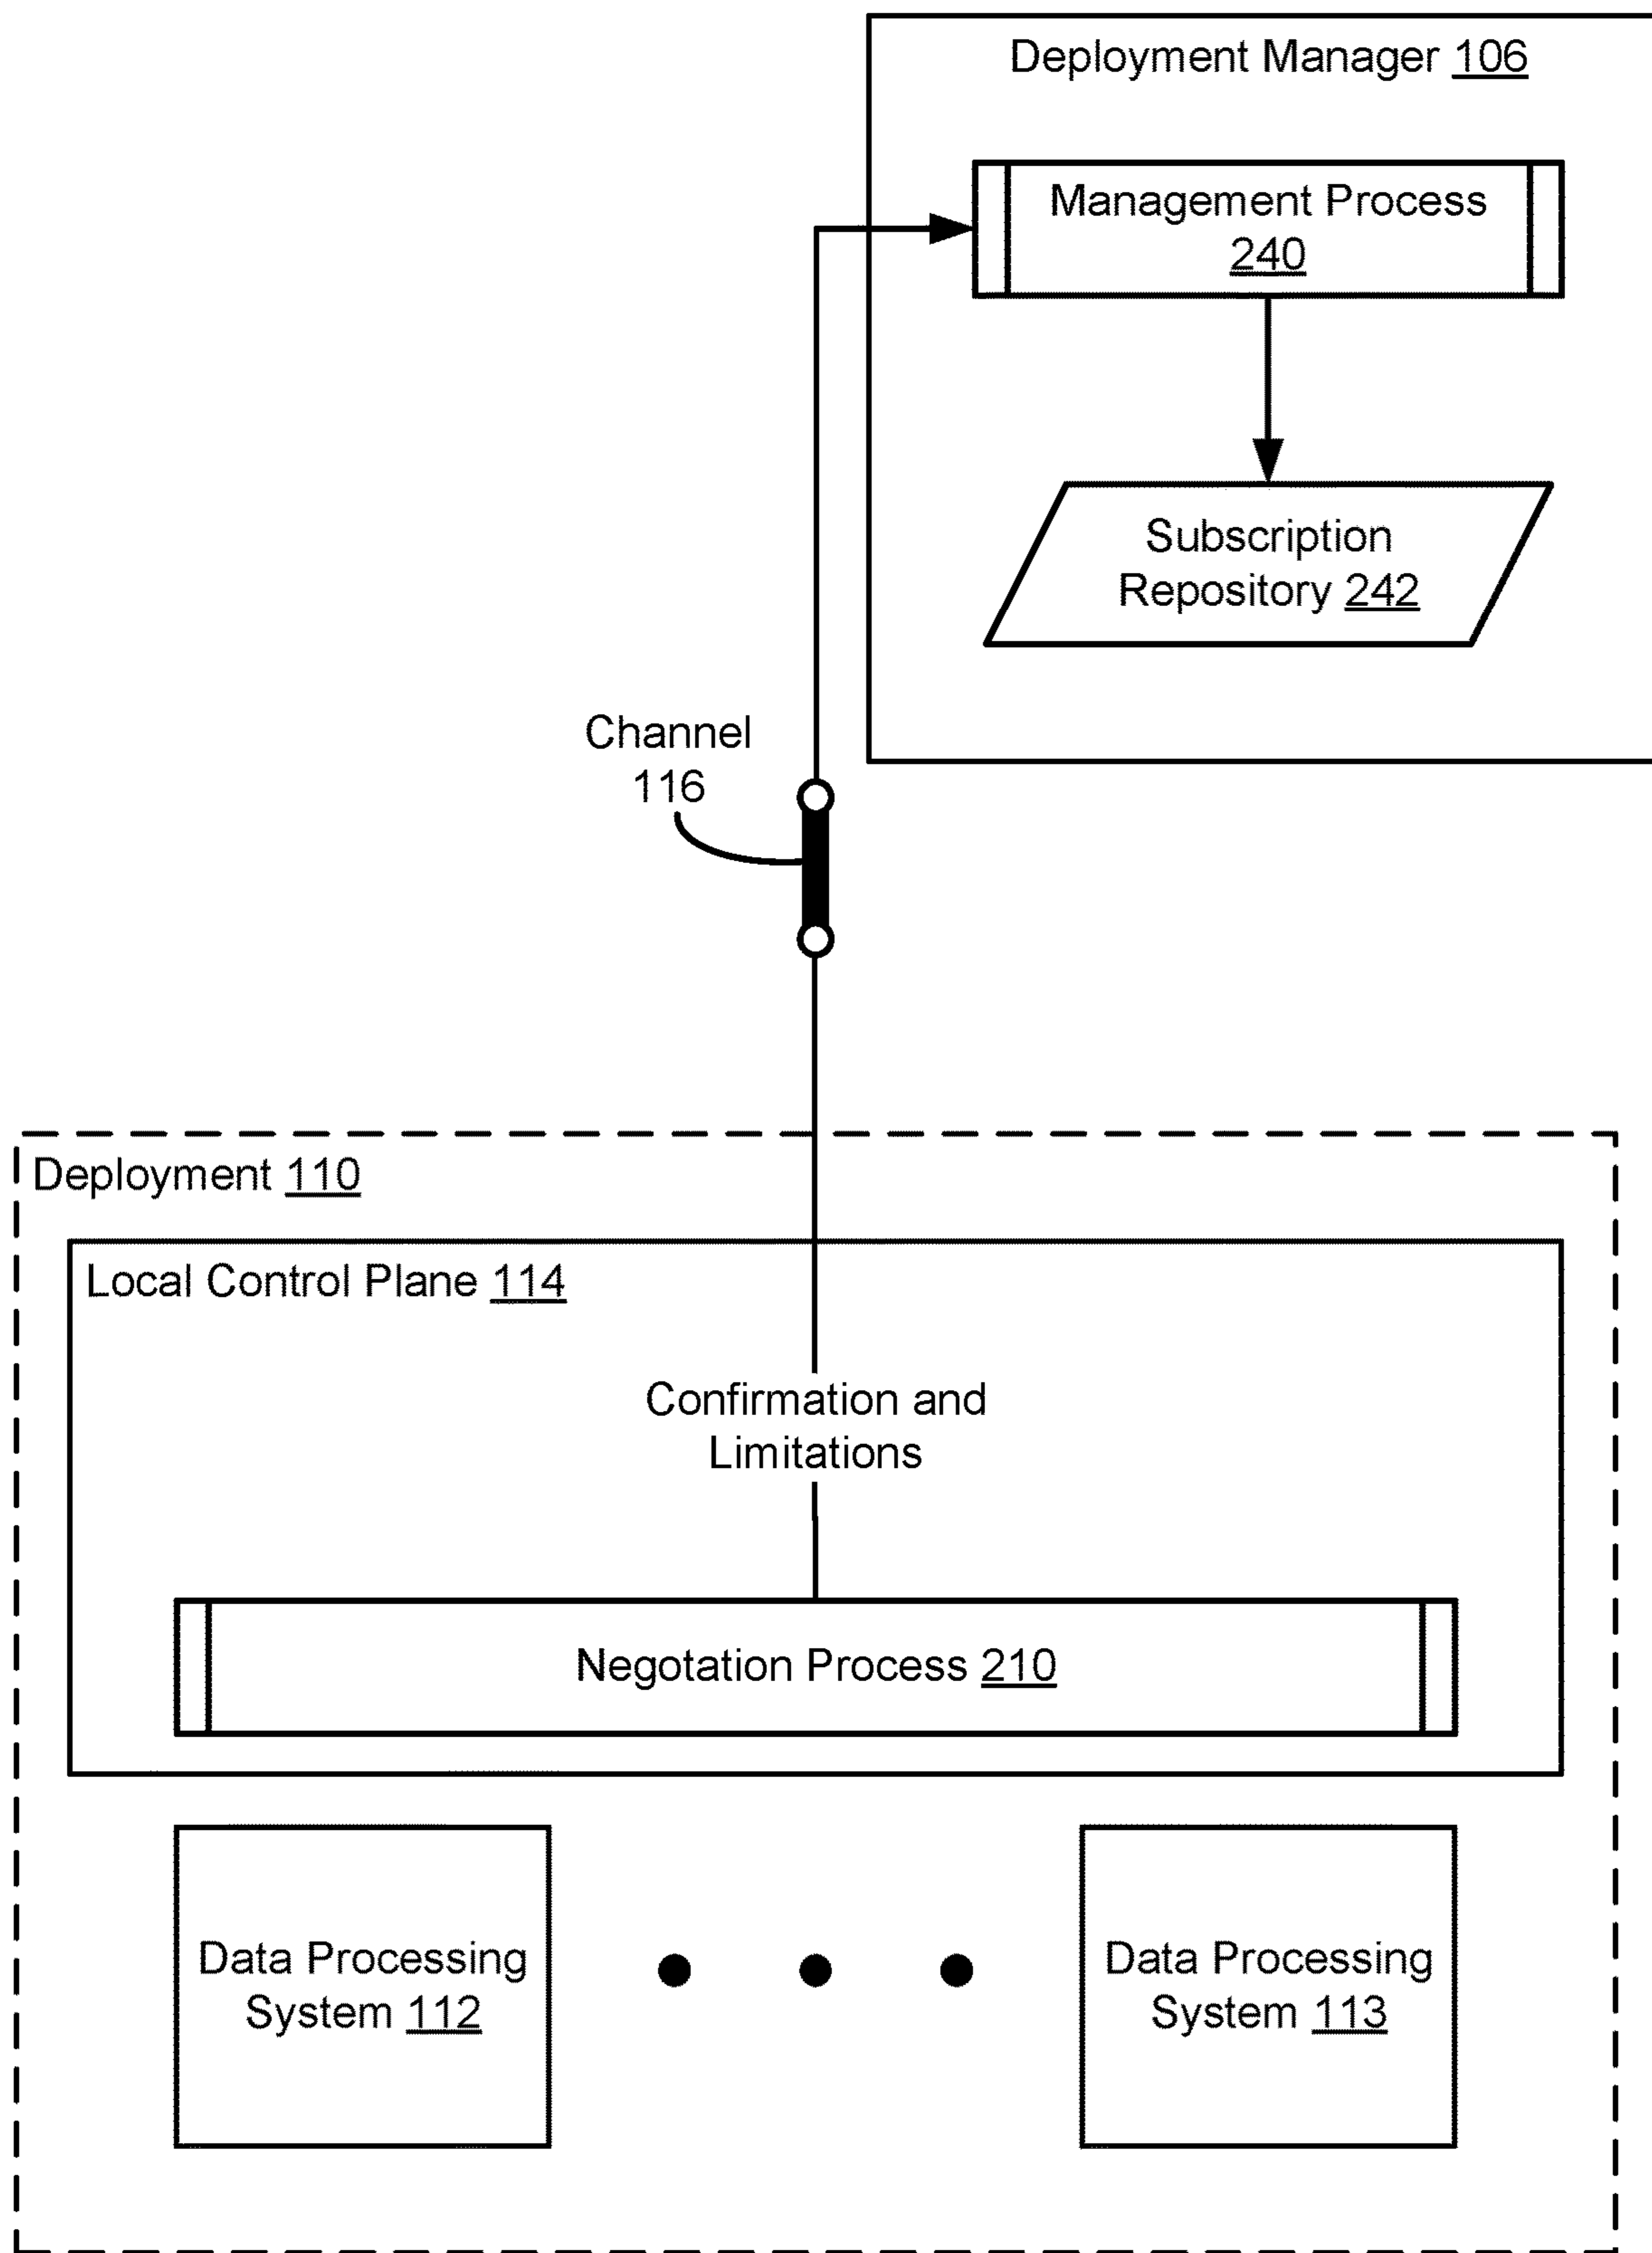 Deployment Manager 106
Management Process
240
Subscription
Repository 242
Channel
116
Deployment 110
Local Control Plane 114
Confirmation and
Limitations
Negotation Process 210
Data Processing
System 112
Data Processing
System 113